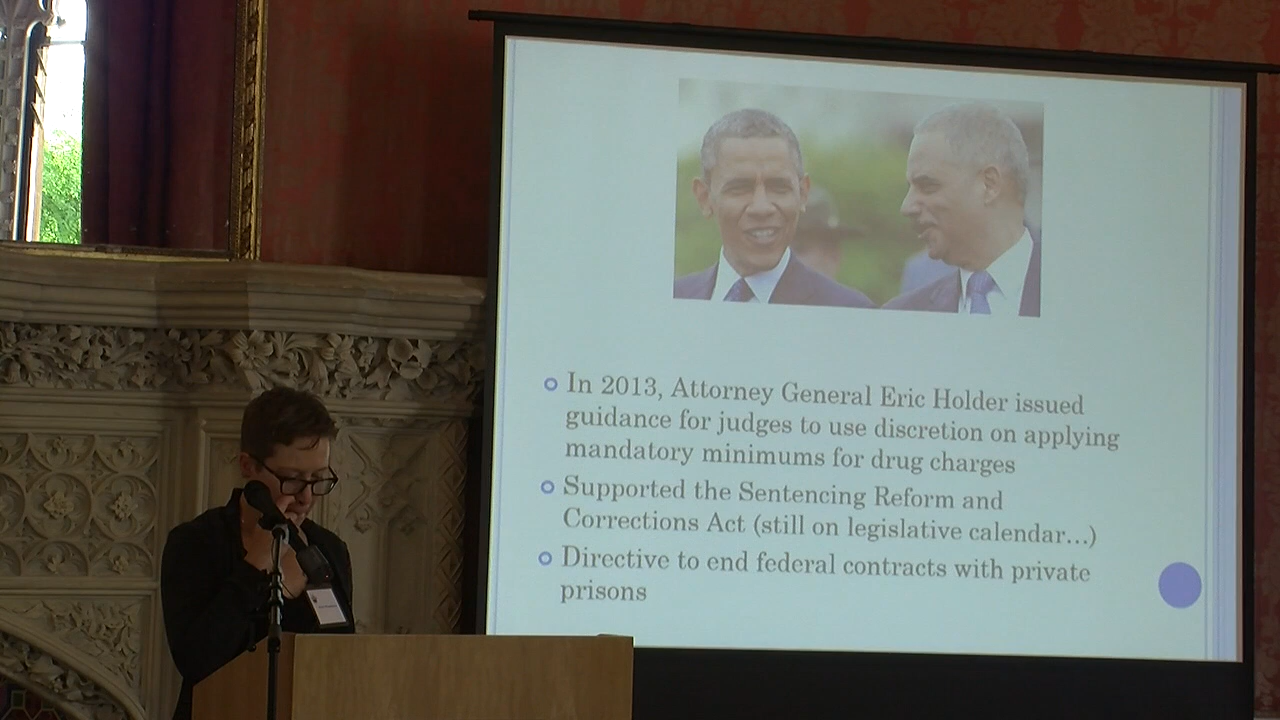 In 2013, Attorney General Eric Holder issued
guidance for judges to use discretion on applying
mandatory minimums for drug charges
Supported the Sentencing Reform and
Corrections Act (still on legislative calendar...)
Directive to end federal contracts with private
prisons